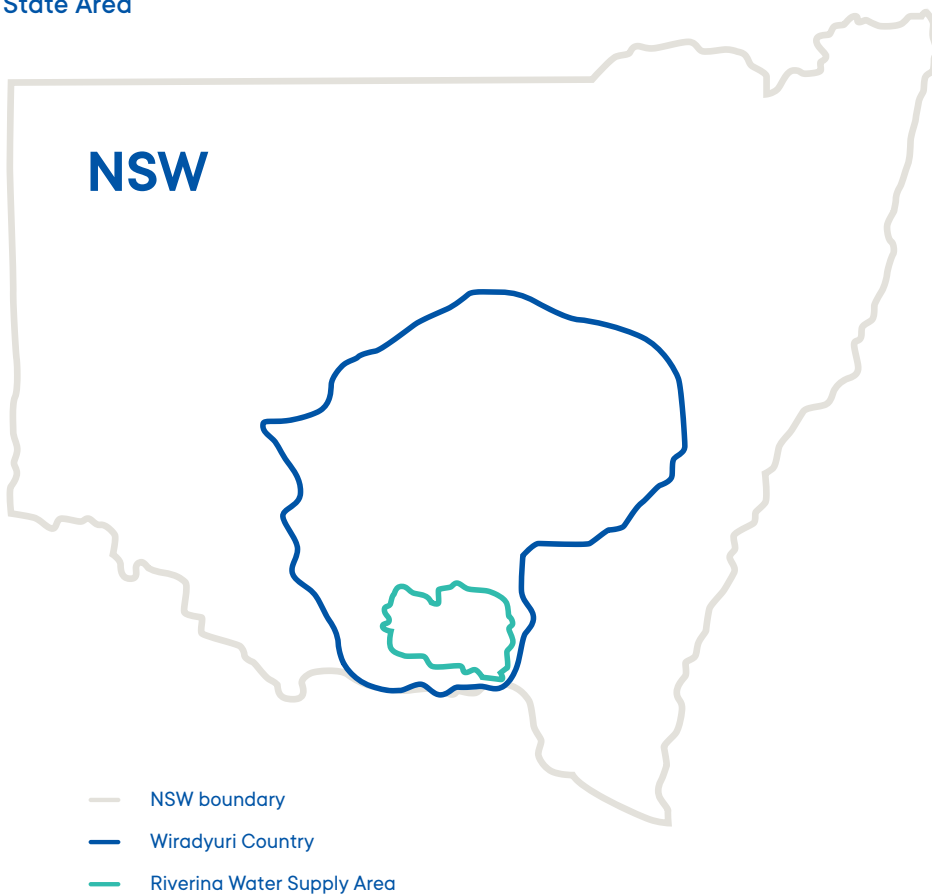 State Area
NSW
NSW boundary
Wiradyuri Country
Riverina Water Supply Area